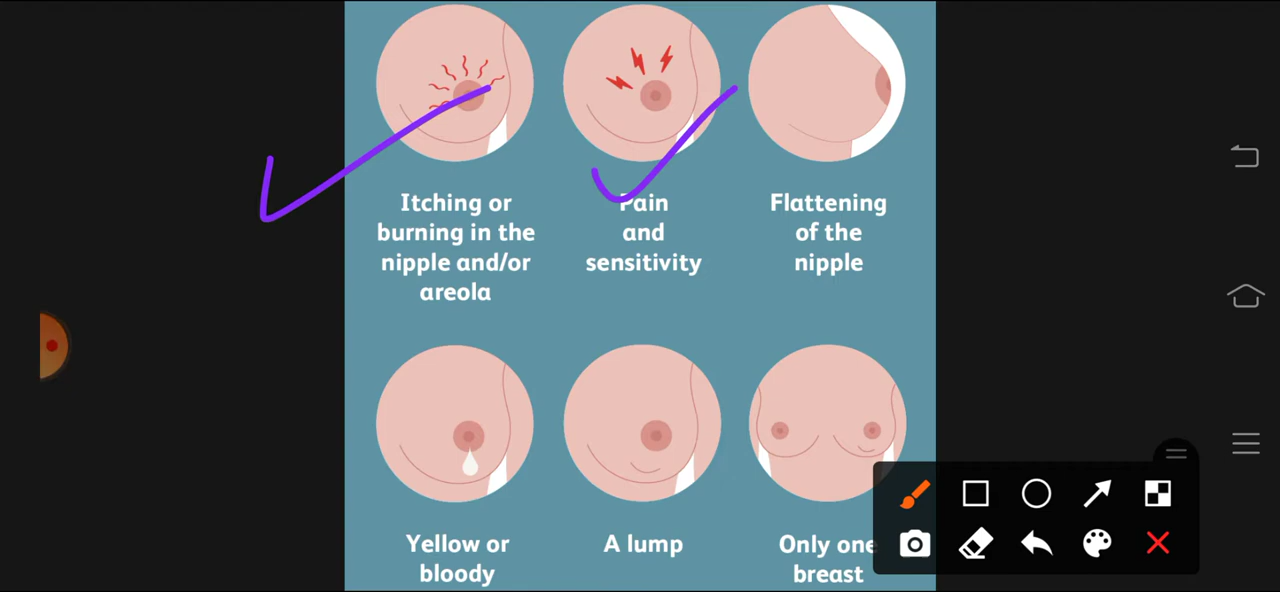 Itching or
burning in the
nipple and/or
areola
Pain
and
sensitivity
Flattening
of the
nipple
Yellow or
bloody
A lump
Only one
breast